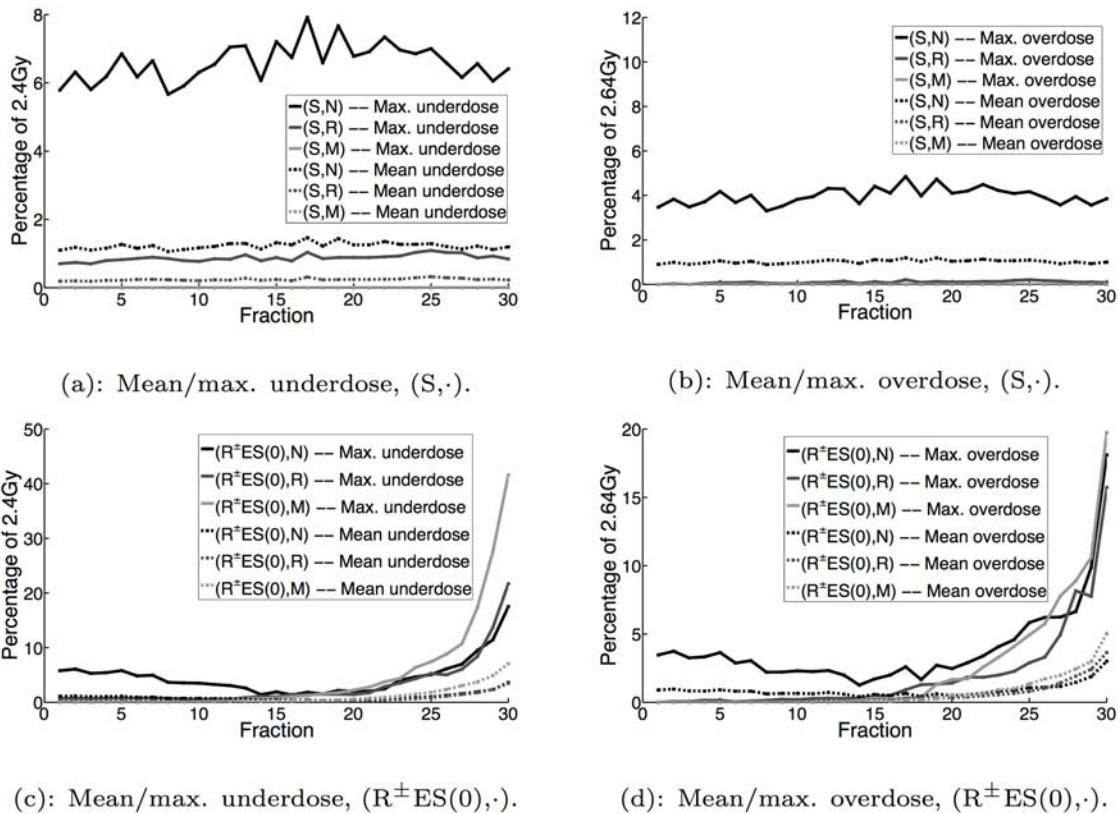 8
6
4
2
0
Percentage of 2.4Gy
(S,N) –– Max. underdose
(S,R) –– Max. underdose
(S,M) –– Max. underdose
(S,N) –– Mean underdose
(S,R) –– Mean underdose
(S,M) –– Mean underdose
0 5 10 15 20 25 30
Fraction
(a): Mean/max. underdose, (S,·).
12
10
8
6
4
2
0
Percentage of 2.64Gy
(S,N) –– Max. overdose
(S,R) –– Max. overdose
(S,M) –– Max. overdose
(S,N) –– Mean overdose
(S,R) –– Mean overdose
(S,M) –– Mean overdose
0 5 10 15 20 25 30
Fraction
(b): Mean/max. overdose, (S,·).
50
40
30
20
10
0
Percentage of 2.4Gy
(R±ES(0),N) –– Max. underdose
(R±ES(0),R) –– Max. underdose
(R±ES(0),M) –– Max. underdose
(R±ES(0),N) –– Mean underdose
(R±ES(0),R) –– Mean underdose
(R±ES(0),M) –– Mean underdose
0 5 10 15 20 25 30
Fraction
(c): Mean/max. underdose, (R±ES(0),·).
20
15
10
5
0
Percentage of 2.64Gy
(R±ES(0),N) –– Max. overdose
(R±ES(0),R) –– Max. overdose
(R±ES(0),M) –– Max. overdose
(R±ES(0),N) –– Mean overdose
(R±ES(0),R) –– Mean overdose
(R±ES(0),M) –– Mean overdose
0 5 10 15 20 25 30
Fraction
(d): Mean/max. overdose, (R±ES(0),·).